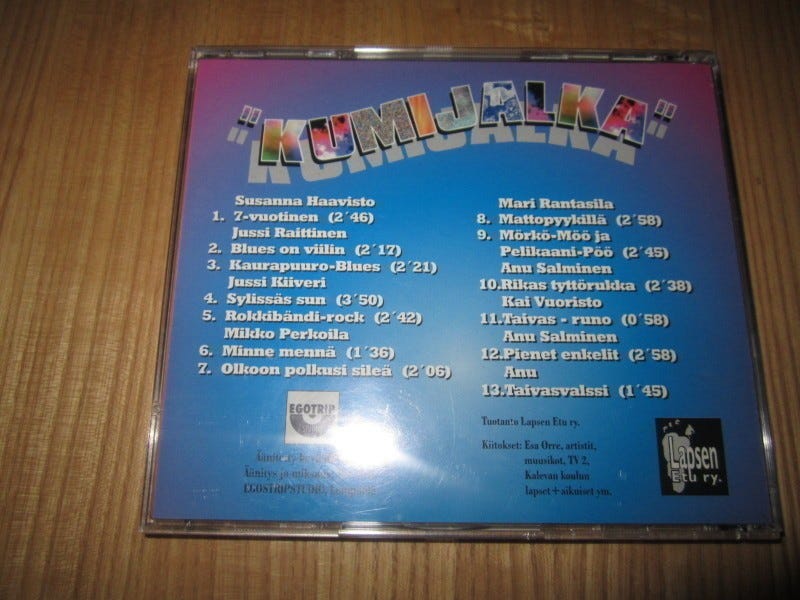 "KUMIJALKA"
Susanna Haavisto
1. 7-vuotinen (2´46)
Jussi Raittinen
2. Blues on viilin (2´17)
3. Kaurapuuro-Blues (2´21)
Jussi Kiiveri
4. Sylissäs sun (3´50)
5. Rokkibändi-rock (2´42)
Mikko Perkoila
6. Minne mennä (1´36)
7. Olkoon polkusi sileä (2´06)
Mari Rantasila
8. Mattopyykillä (2´58)
9. Mörkö-Möö ja
Pelikaani-Pöö (2´45)
Anu Salminen
10.Rikas tyttörukka (2´38)
Kai Vuoristo
11.Taivas - runo (0´58)
Anu Salminen
12.Pienet enkelit (2´58)
Anu
13.Taivasvalssi (1´45)
EGOTRIP
Äänitys ja
EGOSTRIPSTUDIO,
Tuotanto Lapsen Etu ry.
Kiitokset: Esa Orre, artistit,
muusikot, TV 2,
Kalevan koulun
lapset+aikuiset ym.
Lapsen
Etu ry.